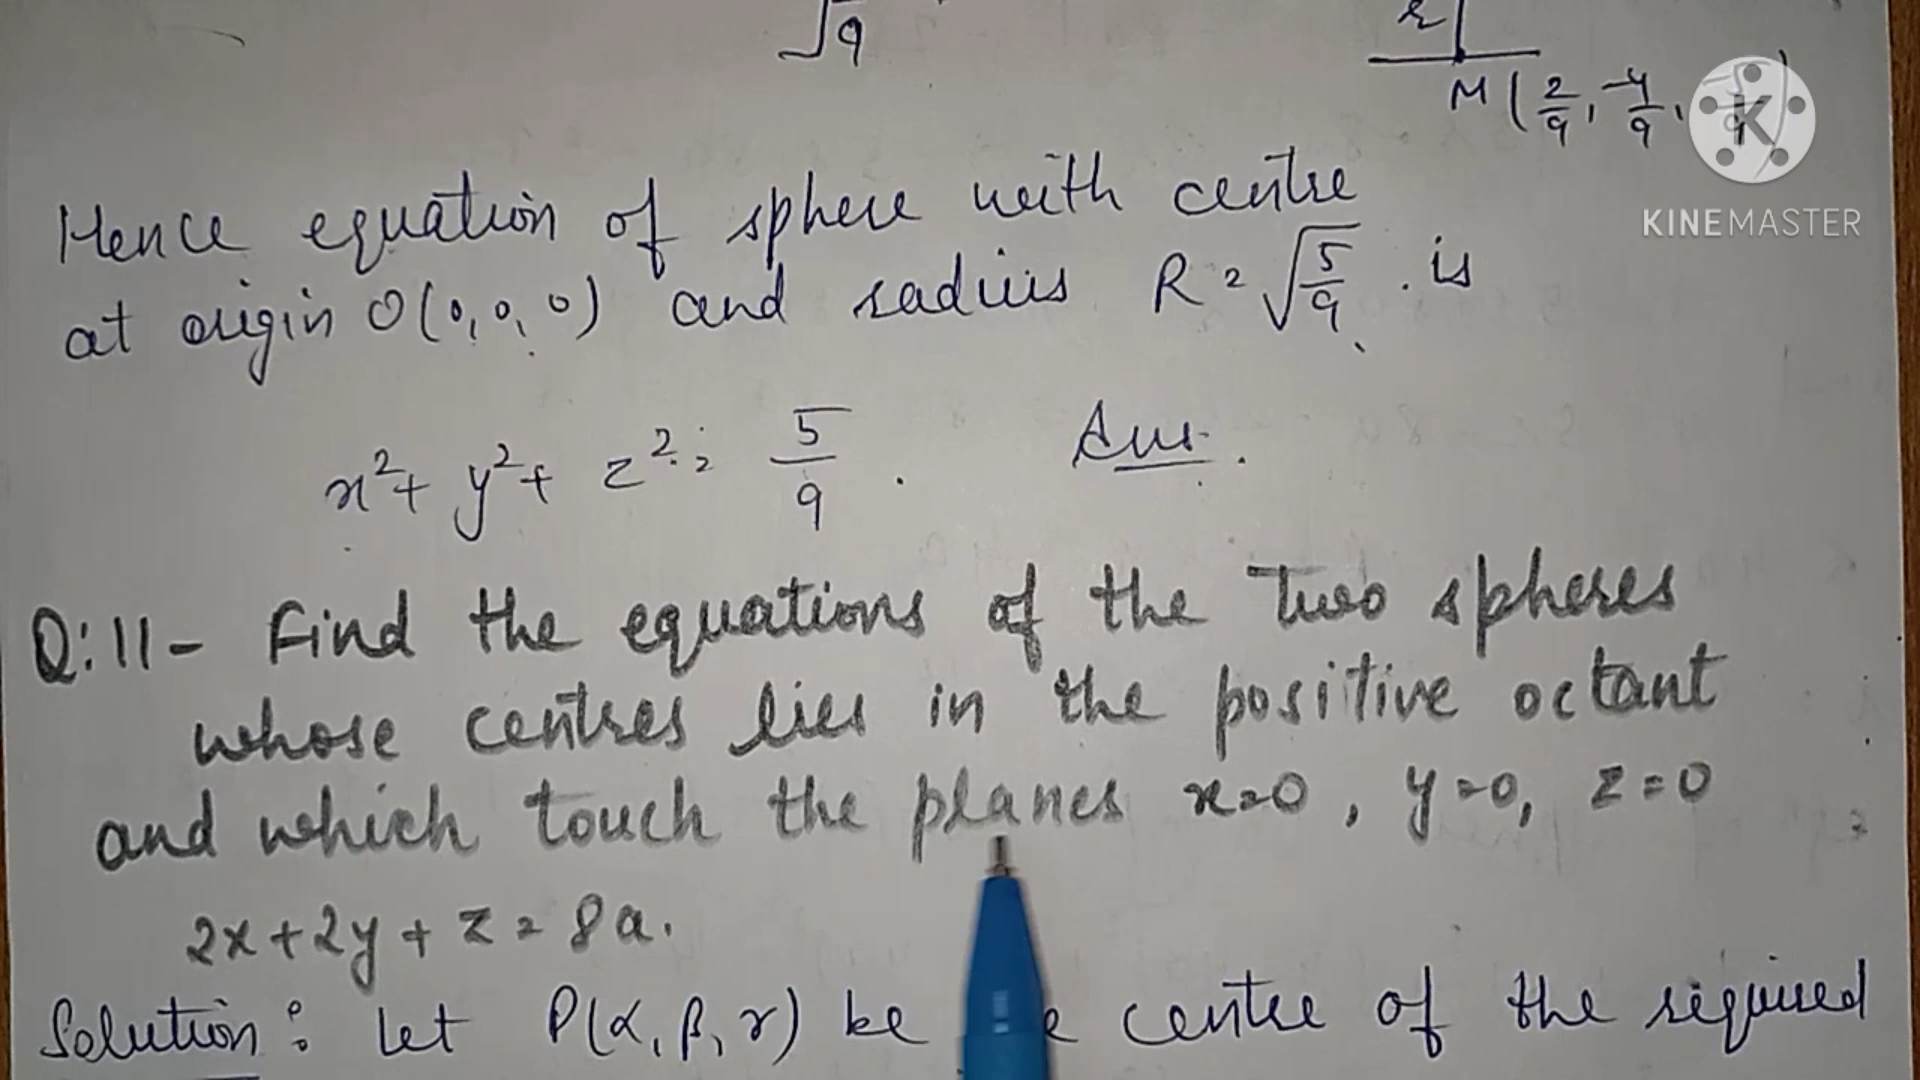 √9
M(2/9, -4/9,
KINEMASTER
Hence equation of sphere with centre
at origin O(0,0,0) and radius R = √5/9 . is
x²+ y²+ z² = 5/9 . Ans.
Q:11- Find the equations of the two spheres
whose centres lies in the positive octant
and which touch the planes x=0, y=0, z=0
2x+2y+z=8a.
Solution: Let P(α,β,γ) be centre of the required